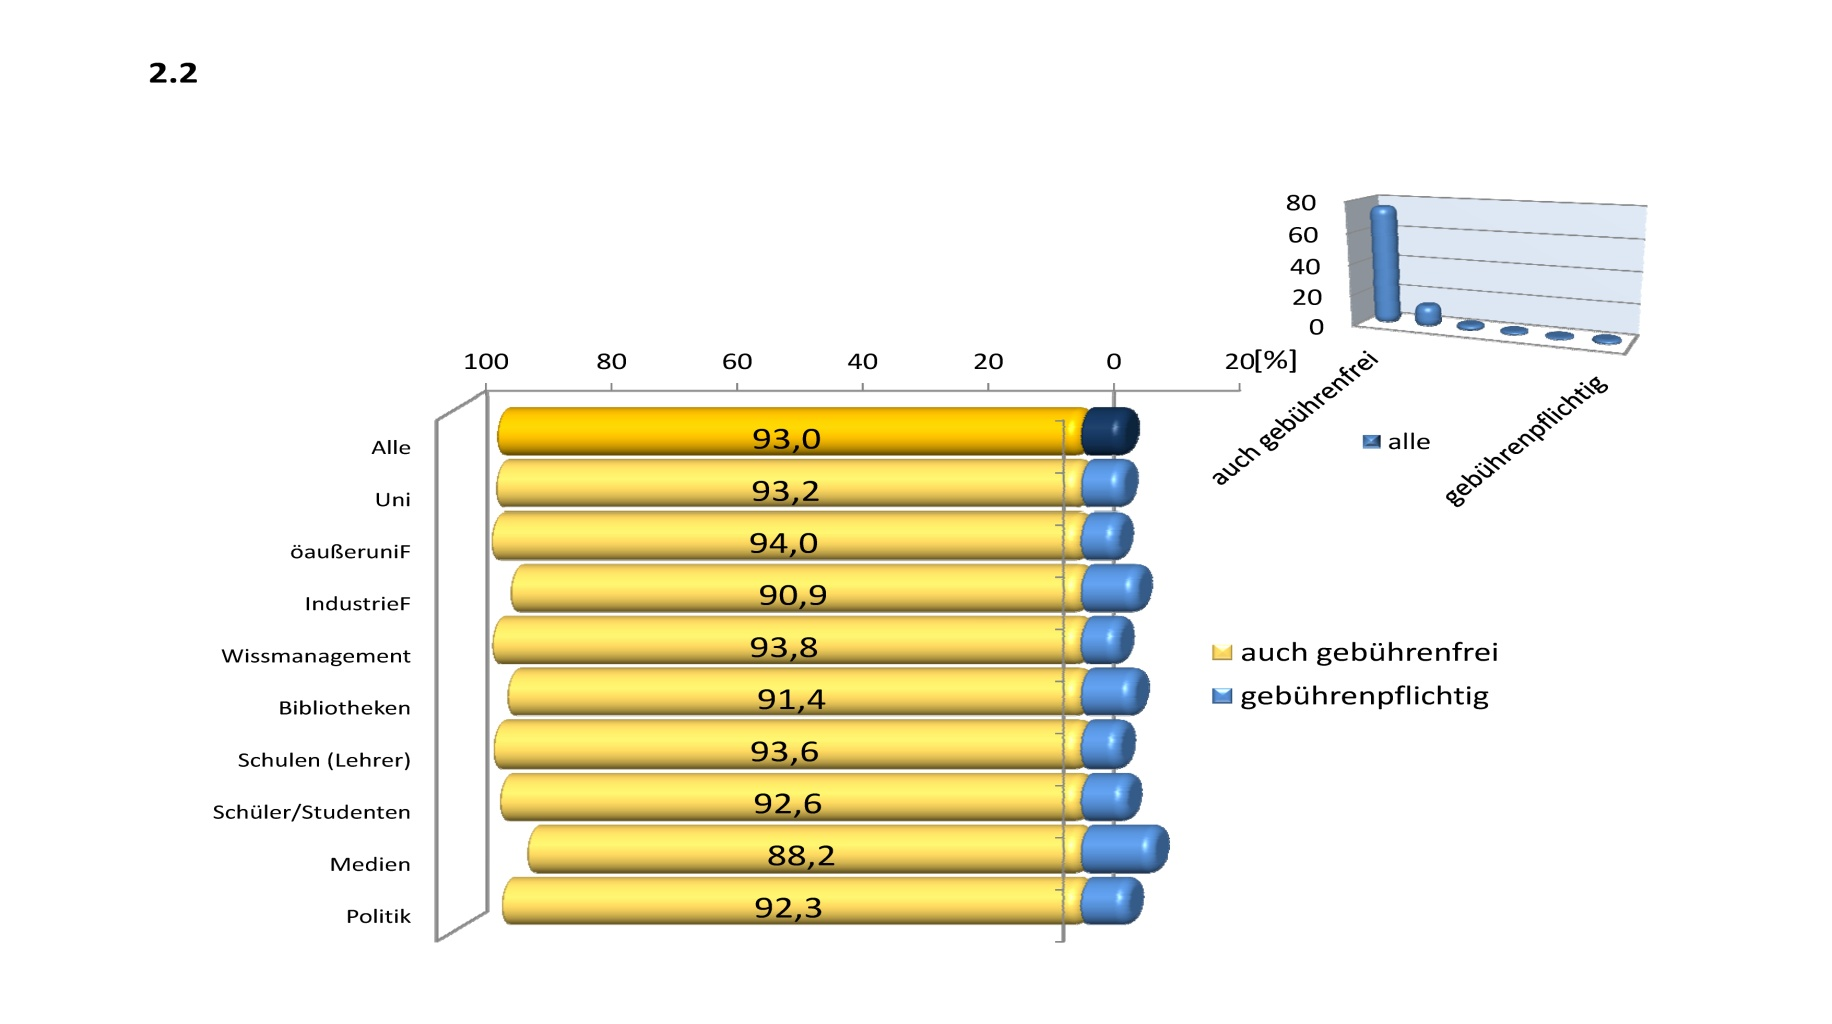 2.2
80
60
40
20
0
auch gebührenfrei
gebührenpflichtig
alle
100 80 60 40 20 0 20[%]
Alle 93,0
Uni 93,2
öaußeruniF 94,0
IndustrieF 90,9
Wissmanagement 93,8
Bibliotheken 91,4
Schulen (Lehrer) 93,6
Schüler/Studenten 92,6
Medien 88,2
Politik 92,3
auch gebührenfrei
gebührenpflichtig